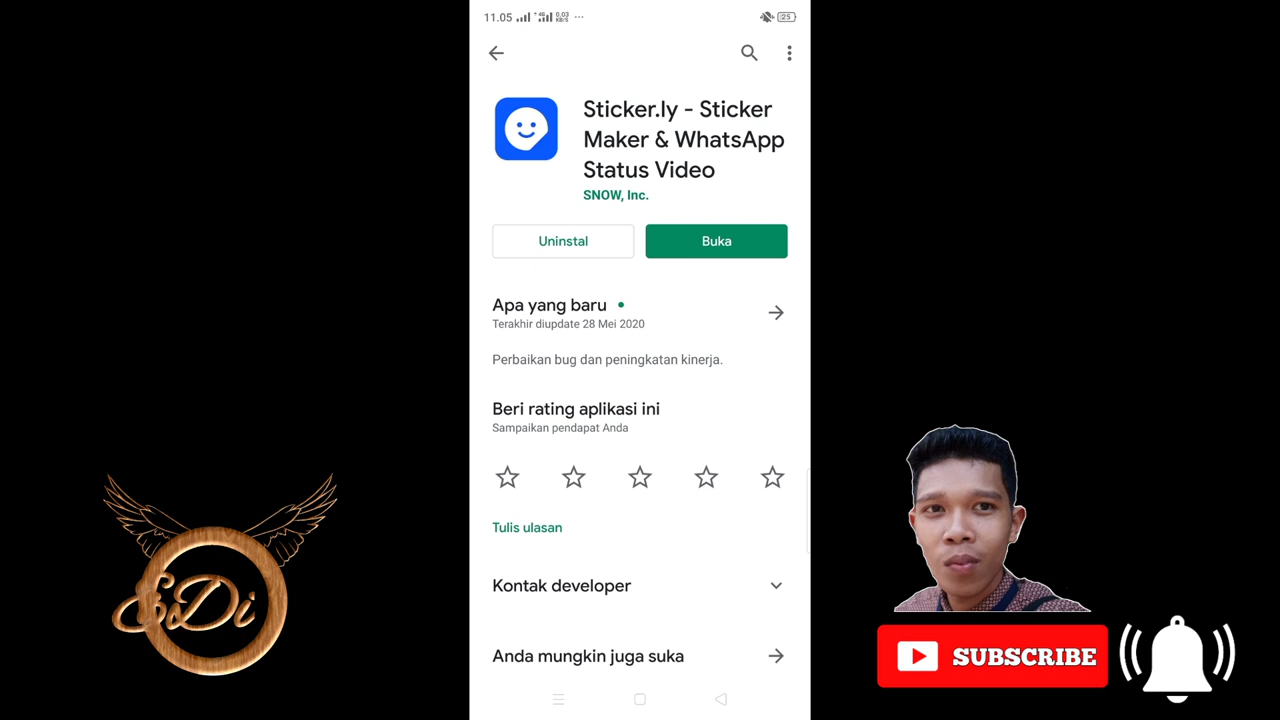 11.05
25
Sticker.ly - Sticker
Maker & WhatsApp
Status Video
SNOW, Inc.
Uninstal
Buka
Apa yang baru
Terakhir diupdate 28 Mei 2020
Perbaikan bug dan peningkatan kinerja.
Beri rating aplikasi ini
Sampaikan pendapat Anda
Tulis ulasan
Kontak developer
Anda mungkin juga suka
SDi
SUBSCRIBE